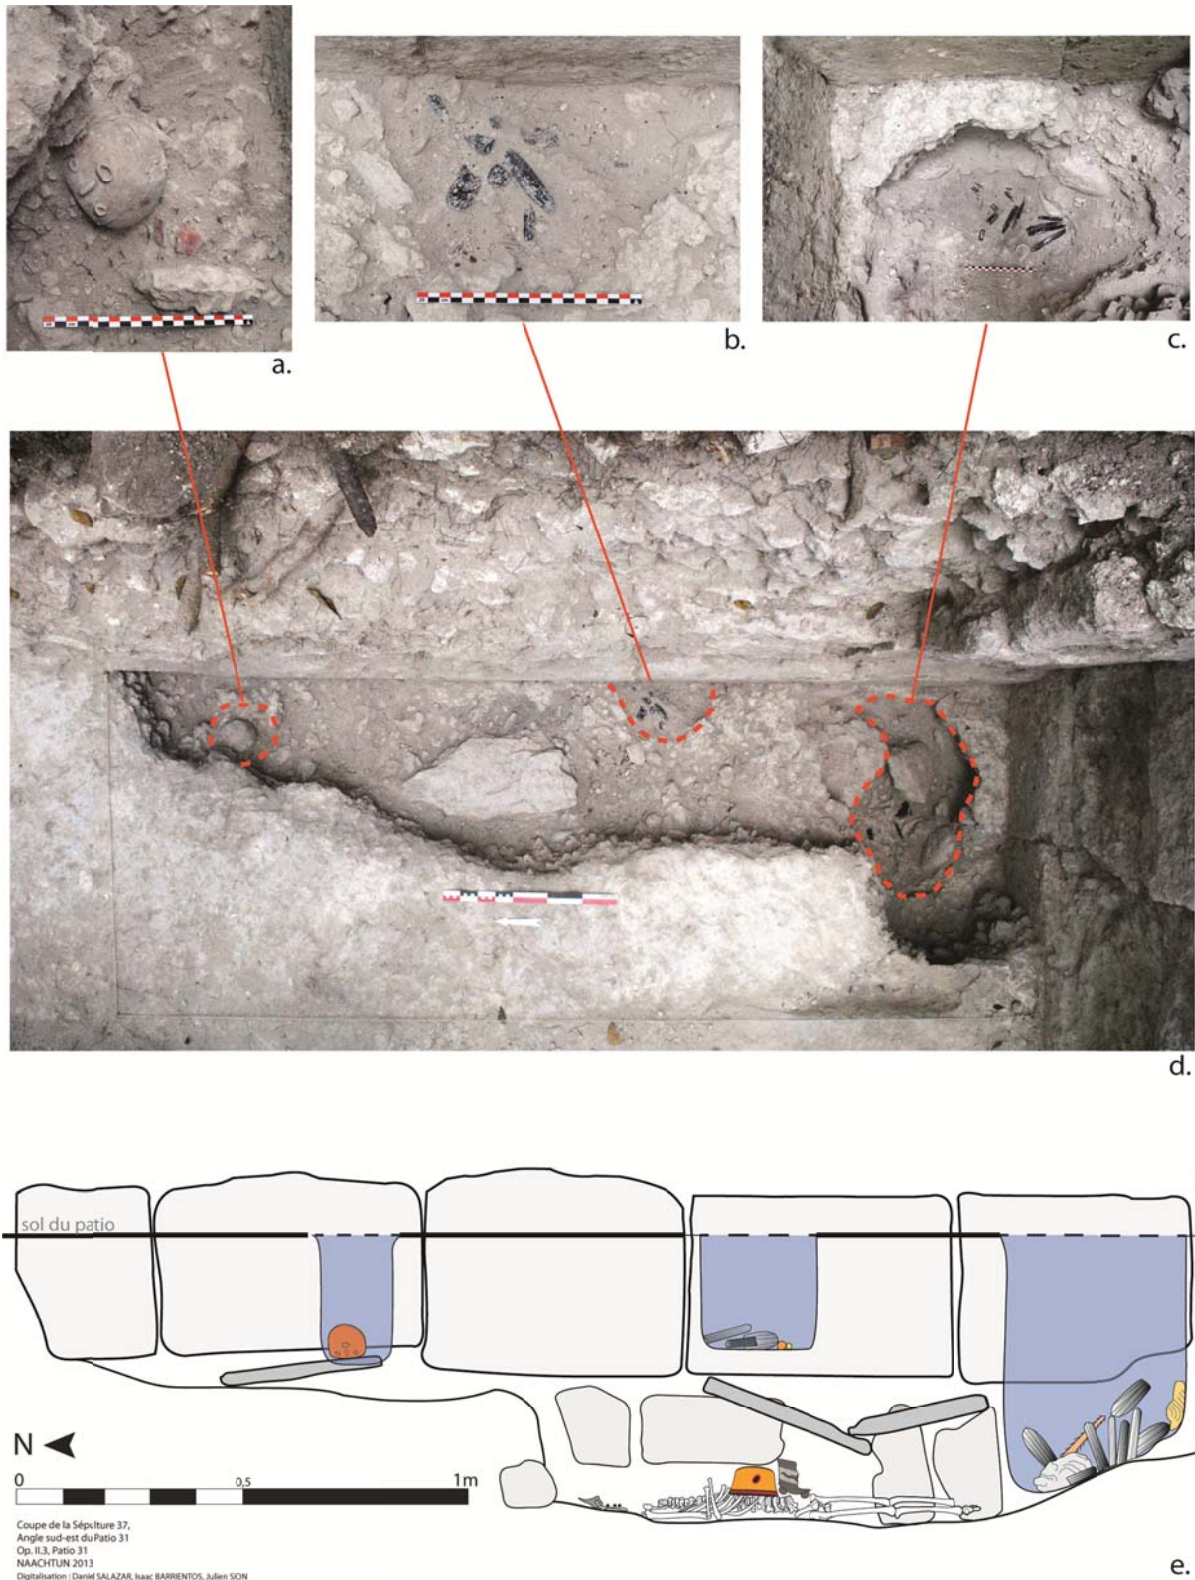 a.
b.
c.
d.
sol du patio
N
0
0,5
1m
Coupe de la Sépulture 37,
Angle sud-est du Patio 31
Op. II.3, Patio 31
NAACHTUN 2013
Digitalisation : Daniel SALAZAR, Isaac BARRIENTOS, Julien SION
e.